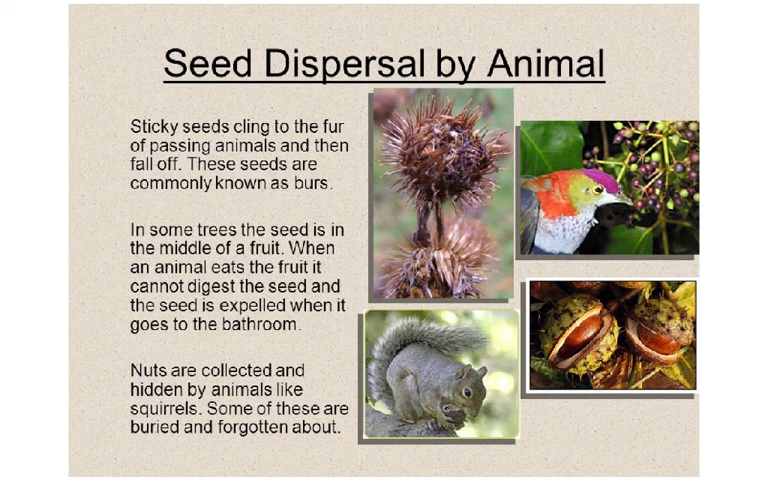 Seed Dispersal by Animal
Sticky seeds cling to the fur
of passing animals and then
fall off. These seeds are
commonly known as burs.
In some trees the seed is in
the middle of a fruit. When
an animal eats the fruit it
cannot digest the seed and
the seed is expelled when it
goes to the bathroom.
Nuts are collected and
hidden by animals like
squirrels. Some of these are
buried and forgotten about.